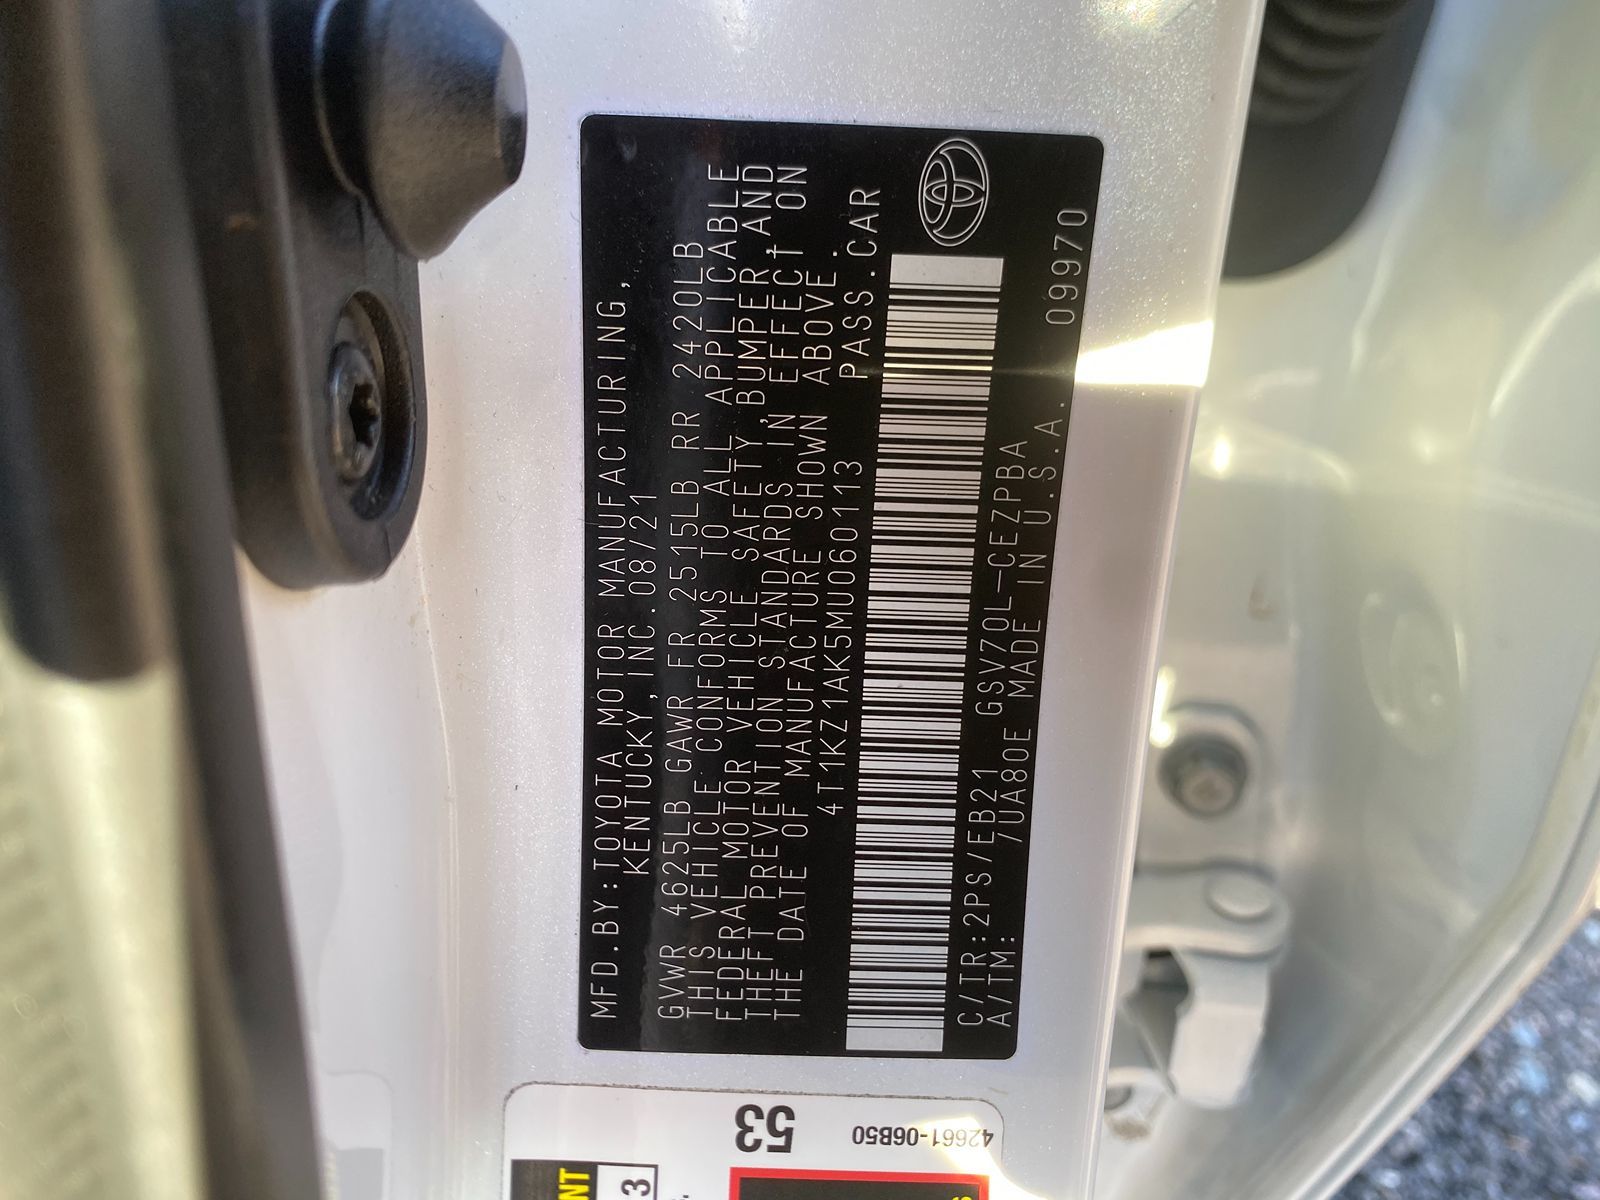 MFD.BY:TOYOTA MOTOR MANUFACTURING,
KENTUCKY,INC.08/21
GVWR 4625LB GAWR FR 2515LB RR 2420LB
THIS VEHICLE CONFORMS TO ALL APPLICABLE
FEDERAL MOTOR VEHICLE SAFETY,BUMPER,AND
THEFT PREVENTION STANDARDS IN EFFECT ON
THE DATE OF MANUFACTURE SHOWN ABOVE.
4T1KZ1AK5MU060113 PASS.CAR
C/TR:2PS/EB21 GSV70L-CEZPBA
A/TM: 7UA80E MADE IN U.S.A. 09970
53
42661-06B50
3